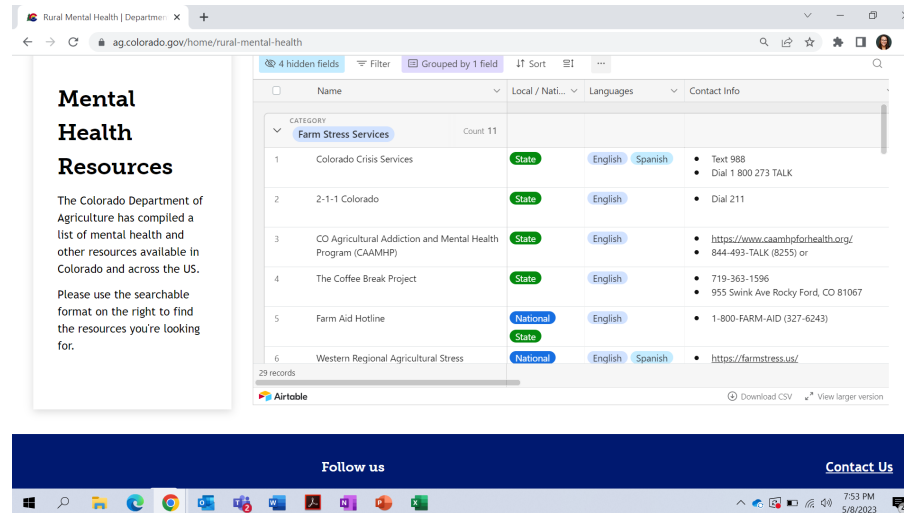 Rural Mental Health | Departmen
ag.colorado.gov/home/rural-mental-health
Mental
Health
Resources
The Colorado Department of
Agriculture has compiled a
list of mental health and
other resources available in
Colorado and across the US.
Please use the searchable
format on the right to find
the resources you're looking
for.
4 hidden fields Filter Grouped by 1 field Sort
Name Local / Nati... Languages Contact Info
CATEGORY
Farm Stress Services Count 11
1 Colorado Crisis Services State English Spanish Text 988
Dial 1 800 273 TALK
2 2-1-1 Colorado State English Dial 211
3 CO Agricultural Addiction and Mental Health State English https://www.caamhpforhealth.org/
Program (CAAMHP) 844-493-TALK (8255) or
4 The Coffee Break Project State English 719-363-1596
955 Swink Ave Rocky Ford, CO 81067
5 Farm Aid Hotline National English 1-800-FARM-AID (327-6243)
State
6 Western Regional Agricultural Stress National English Spanish https://farmstress.us/
29 records
Airtable Download CSV View larger version
Follow us Contact Us
7:53 PM
5/8/2023